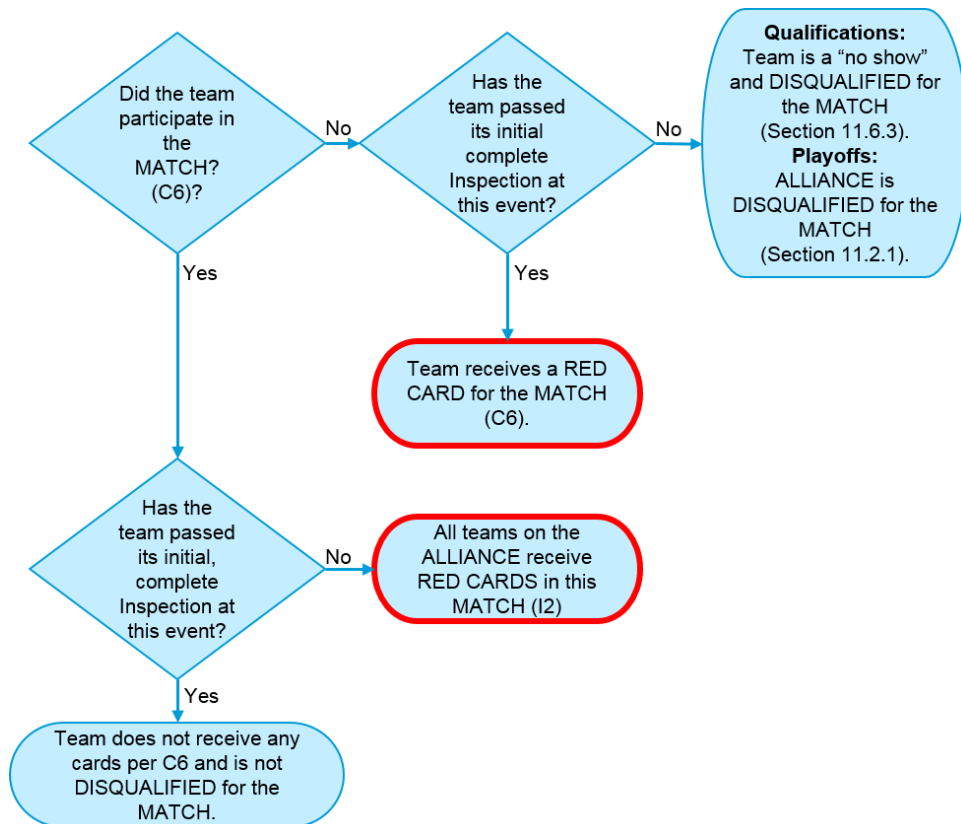 Did the team
participate in
the
MATCH?
(C6)?
No
Has the
team passed
its initial
complete
Inspection at
this event?
No
Qualifications:
Team is a “no show”
and DISQUALIFIED for
the MATCH
(Section 11.6.3).
Playoffs:
ALLIANCE is
DISQUALIFIED for the
MATCH
(Section 11.2.1).
Yes
Yes
Team receives a RED
CARD for the MATCH
(C6).
Has the
team passed
its initial,
complete
Inspection at
this event?
No
All teams on the
ALLIANCE receive
RED CARDS in this
MATCH (I2)
Yes
Team does not receive any
cards per C6 and is not
DISQUALIFIED for the
MATCH.